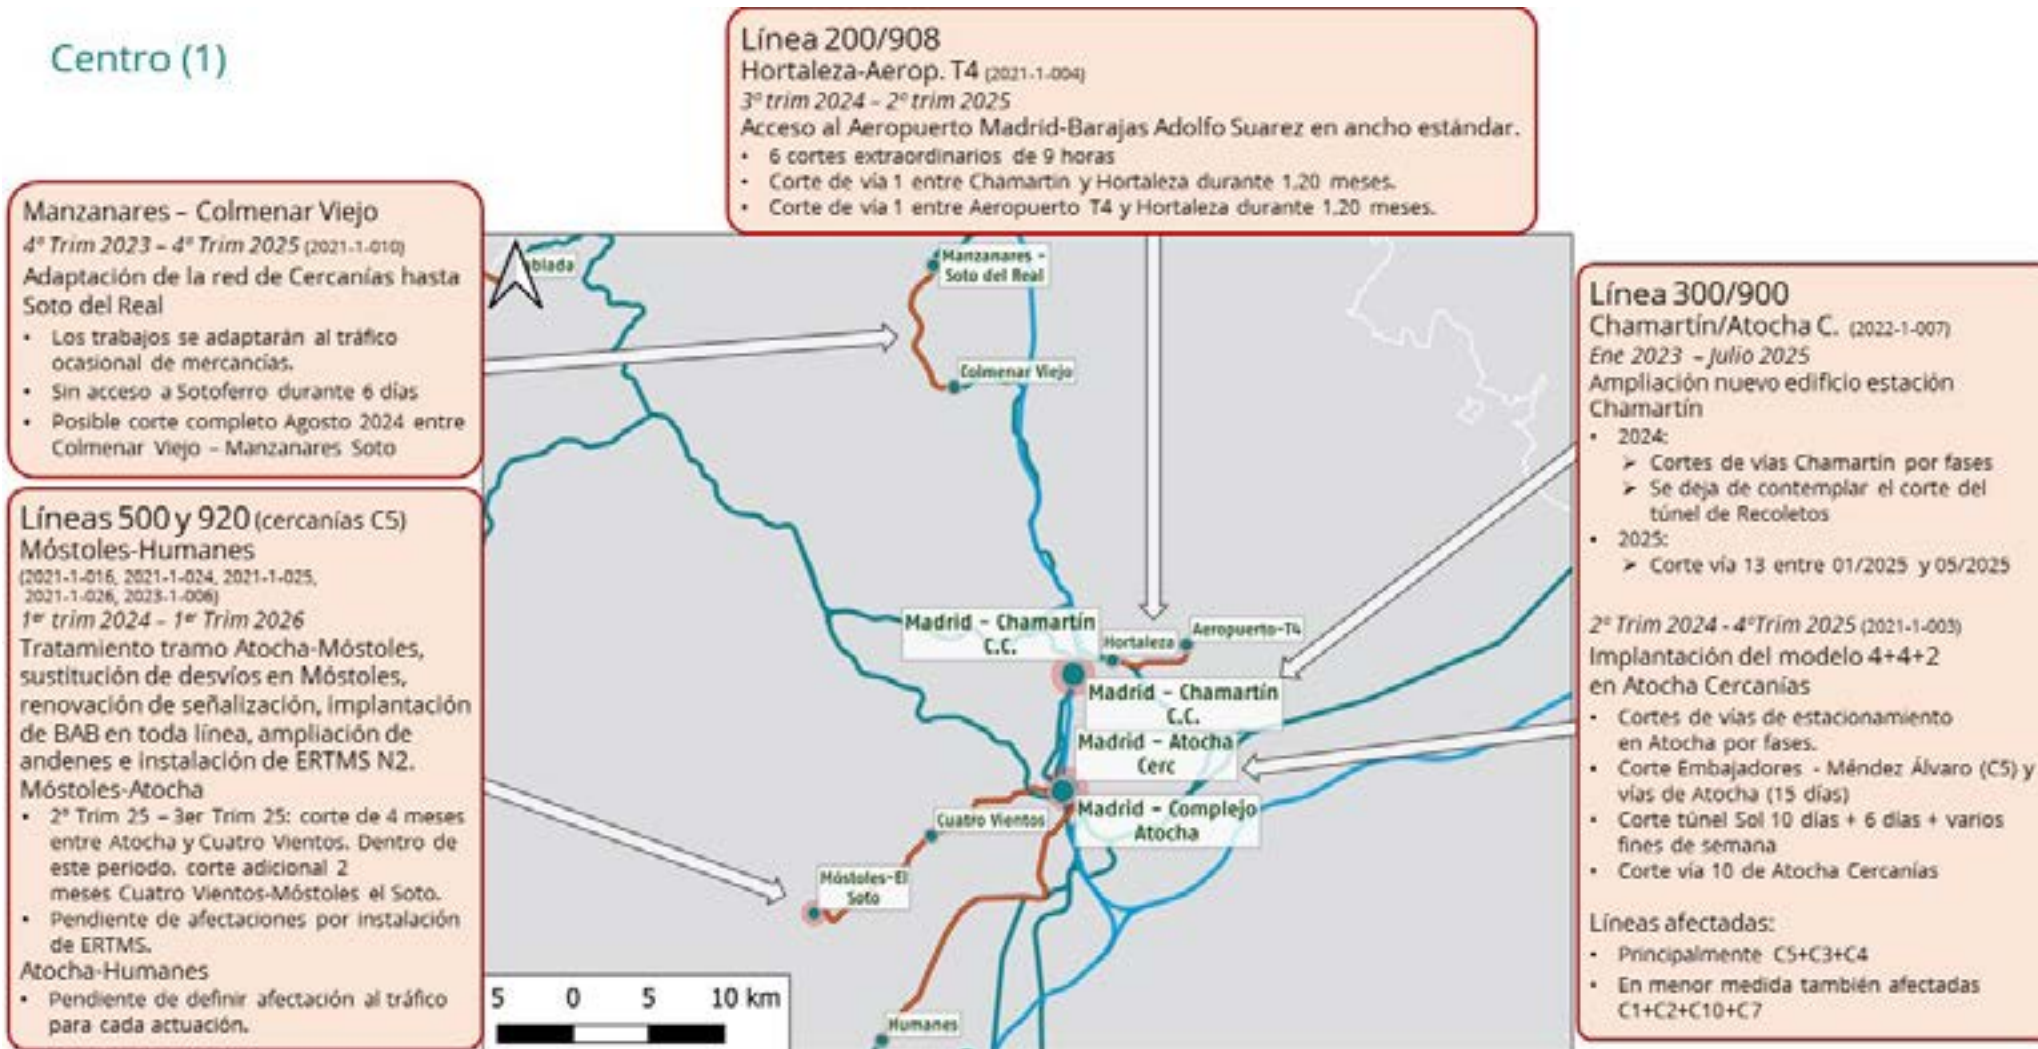 Centro (1)
Línea 200/908
Hortaleza-Aerop. T4 (2021-1-004)
3º trim 2024 – 2º trim 2025
Acceso al Aeropuerto Madrid-Barajas Adolfo Suarez en ancho estándar.
• 6 cortes extraordinarios de 9 horas
• Corte de vía 1 entre Chamartin y Hortaleza durante 1,20 meses.
• Corte de vía 1 entre Aeropuerto T4 y Hortaleza durante 1,20 meses.
Manzanares – Colmenar Viejo
4º Trim 2023 – 4º Trim 2025 (2021-1-010)
Adaptación de la red de Cercanías hasta
Soto del Real
• Los trabajos se adaptarán al tráfico
ocasional de mercancías.
• Sin acceso a Sotoferro durante 6 días
• Posible corte completo Agosto 2024 entre
Colmenar Viejo – Manzanares Soto
Líneas 500 y 920 (cercanías C5)
Móstoles-Humanes
(2021-1-016, 2021-1-024, 2021-1-025,
2021-1-026, 2023-1-006)
1er trim 2024 – 1er Trim 2026
Tratamiento tramo Atocha-Móstoles,
sustitución de desvíos en Móstoles,
renovación de señalización, implantación
de BAB en toda línea, ampliación de
andenes e instalación de ERTMS N2.
Móstoles-Atocha
• 2º Trim 25 – 3er Trim 25: corte de 4 meses
entre Atocha y Cuatro Vientos. Dentro de
este periodo, corte adicional 2
meses Cuatro Vientos-Móstoles el Soto.
• Pendiente de afectaciones por instalación
de ERTMS.
Atocha-Humanes
• Pendiente de definir afectación al tráfico
para cada actuación.
Línea 300/900
Chamartín/Atocha C. (2022-1-007)
Ene 2023 – Julio 2025
Ampliación nuevo edificio estación
Chamartín
• 2024:
➢ Cortes de vías Chamartín por fases
➢ Se deja de contemplar el corte del
túnel de Recoletos
• 2025:
➢ Corte vía 13 entre 01/2025 y 05/2025
2º Trim 2024 - 4ºTrim 2025 (2021-1-003)
Implantación del modelo 4+4+2
en Atocha Cercanías
• Cortes de vías de estacionamiento
en Atocha por fases.
• Corte Embajadores - Méndez Álvaro (C5) y
vías de Atocha (15 días)
• Corte túnel Sol 10 días + 6 días + varios
fines de semana
• Corte vía 10 de Atocha Cercanías
Líneas afectadas:
• Principalmente C5+C3+C4
• En menor medida también afectadas
C1+C2+C10+C7
ablada
Manzanares –
Soto del Real
Colmenar Viejo
Madrid – Chamartín
C.C.
Hortaleza
Aeropuerto-T4
Madrid – Chamartín
C.C.
Madrid – Atocha
Cerc
Madrid – Complejo
Atocha
Cuatro Vientos
Móstoles-El
Soto
Humanes
5 0 5 10 km